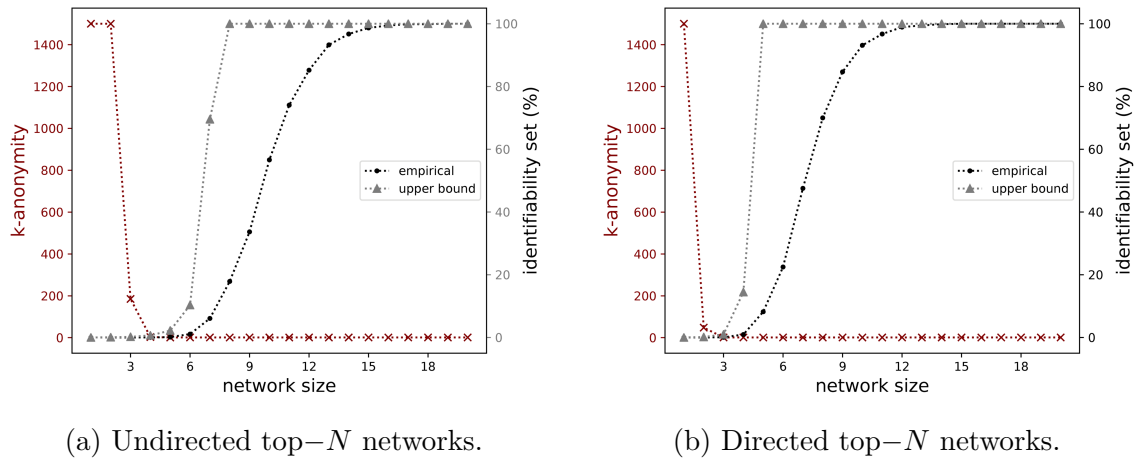 1400
1200
1000
800
600
400
200
0
k-anonymity
100
80
60
40
20
0
identifiability set (%)
empirical
upper bound
3 6 9 12 15 18
network size
(a) Undirected top−N networks.
1400
1200
1000
800
600
400
200
0
k-anonymity
100
80
60
40
20
0
identifiability set (%)
empirical
upper bound
3 6 9 12 15 18
network size
(b) Directed top−N networks.